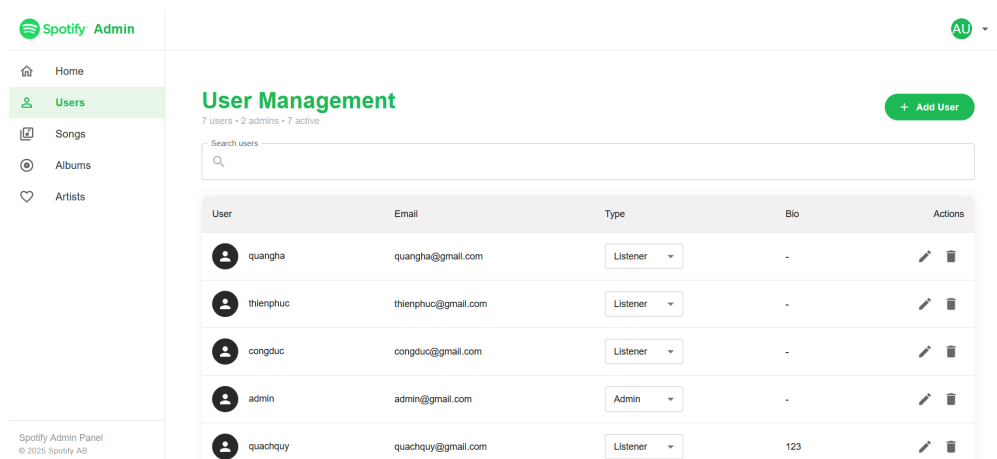 Spotify Admin
AU
Home
Users
Songs
Albums
Artists
User Management
7 users • 2 admins • 7 active
+ Add User
Search users
User Email Type Bio Actions
quangha quangha@gmail.com Listener -
thienphuc thienphuc@gmail.com Listener -
congduc congduc@gmail.com Listener -
admin admin@gmail.com Admin -
quachquy quachquy@gmail.com Listener 123
Spotify Admin Panel
© 2025 Spotify AB